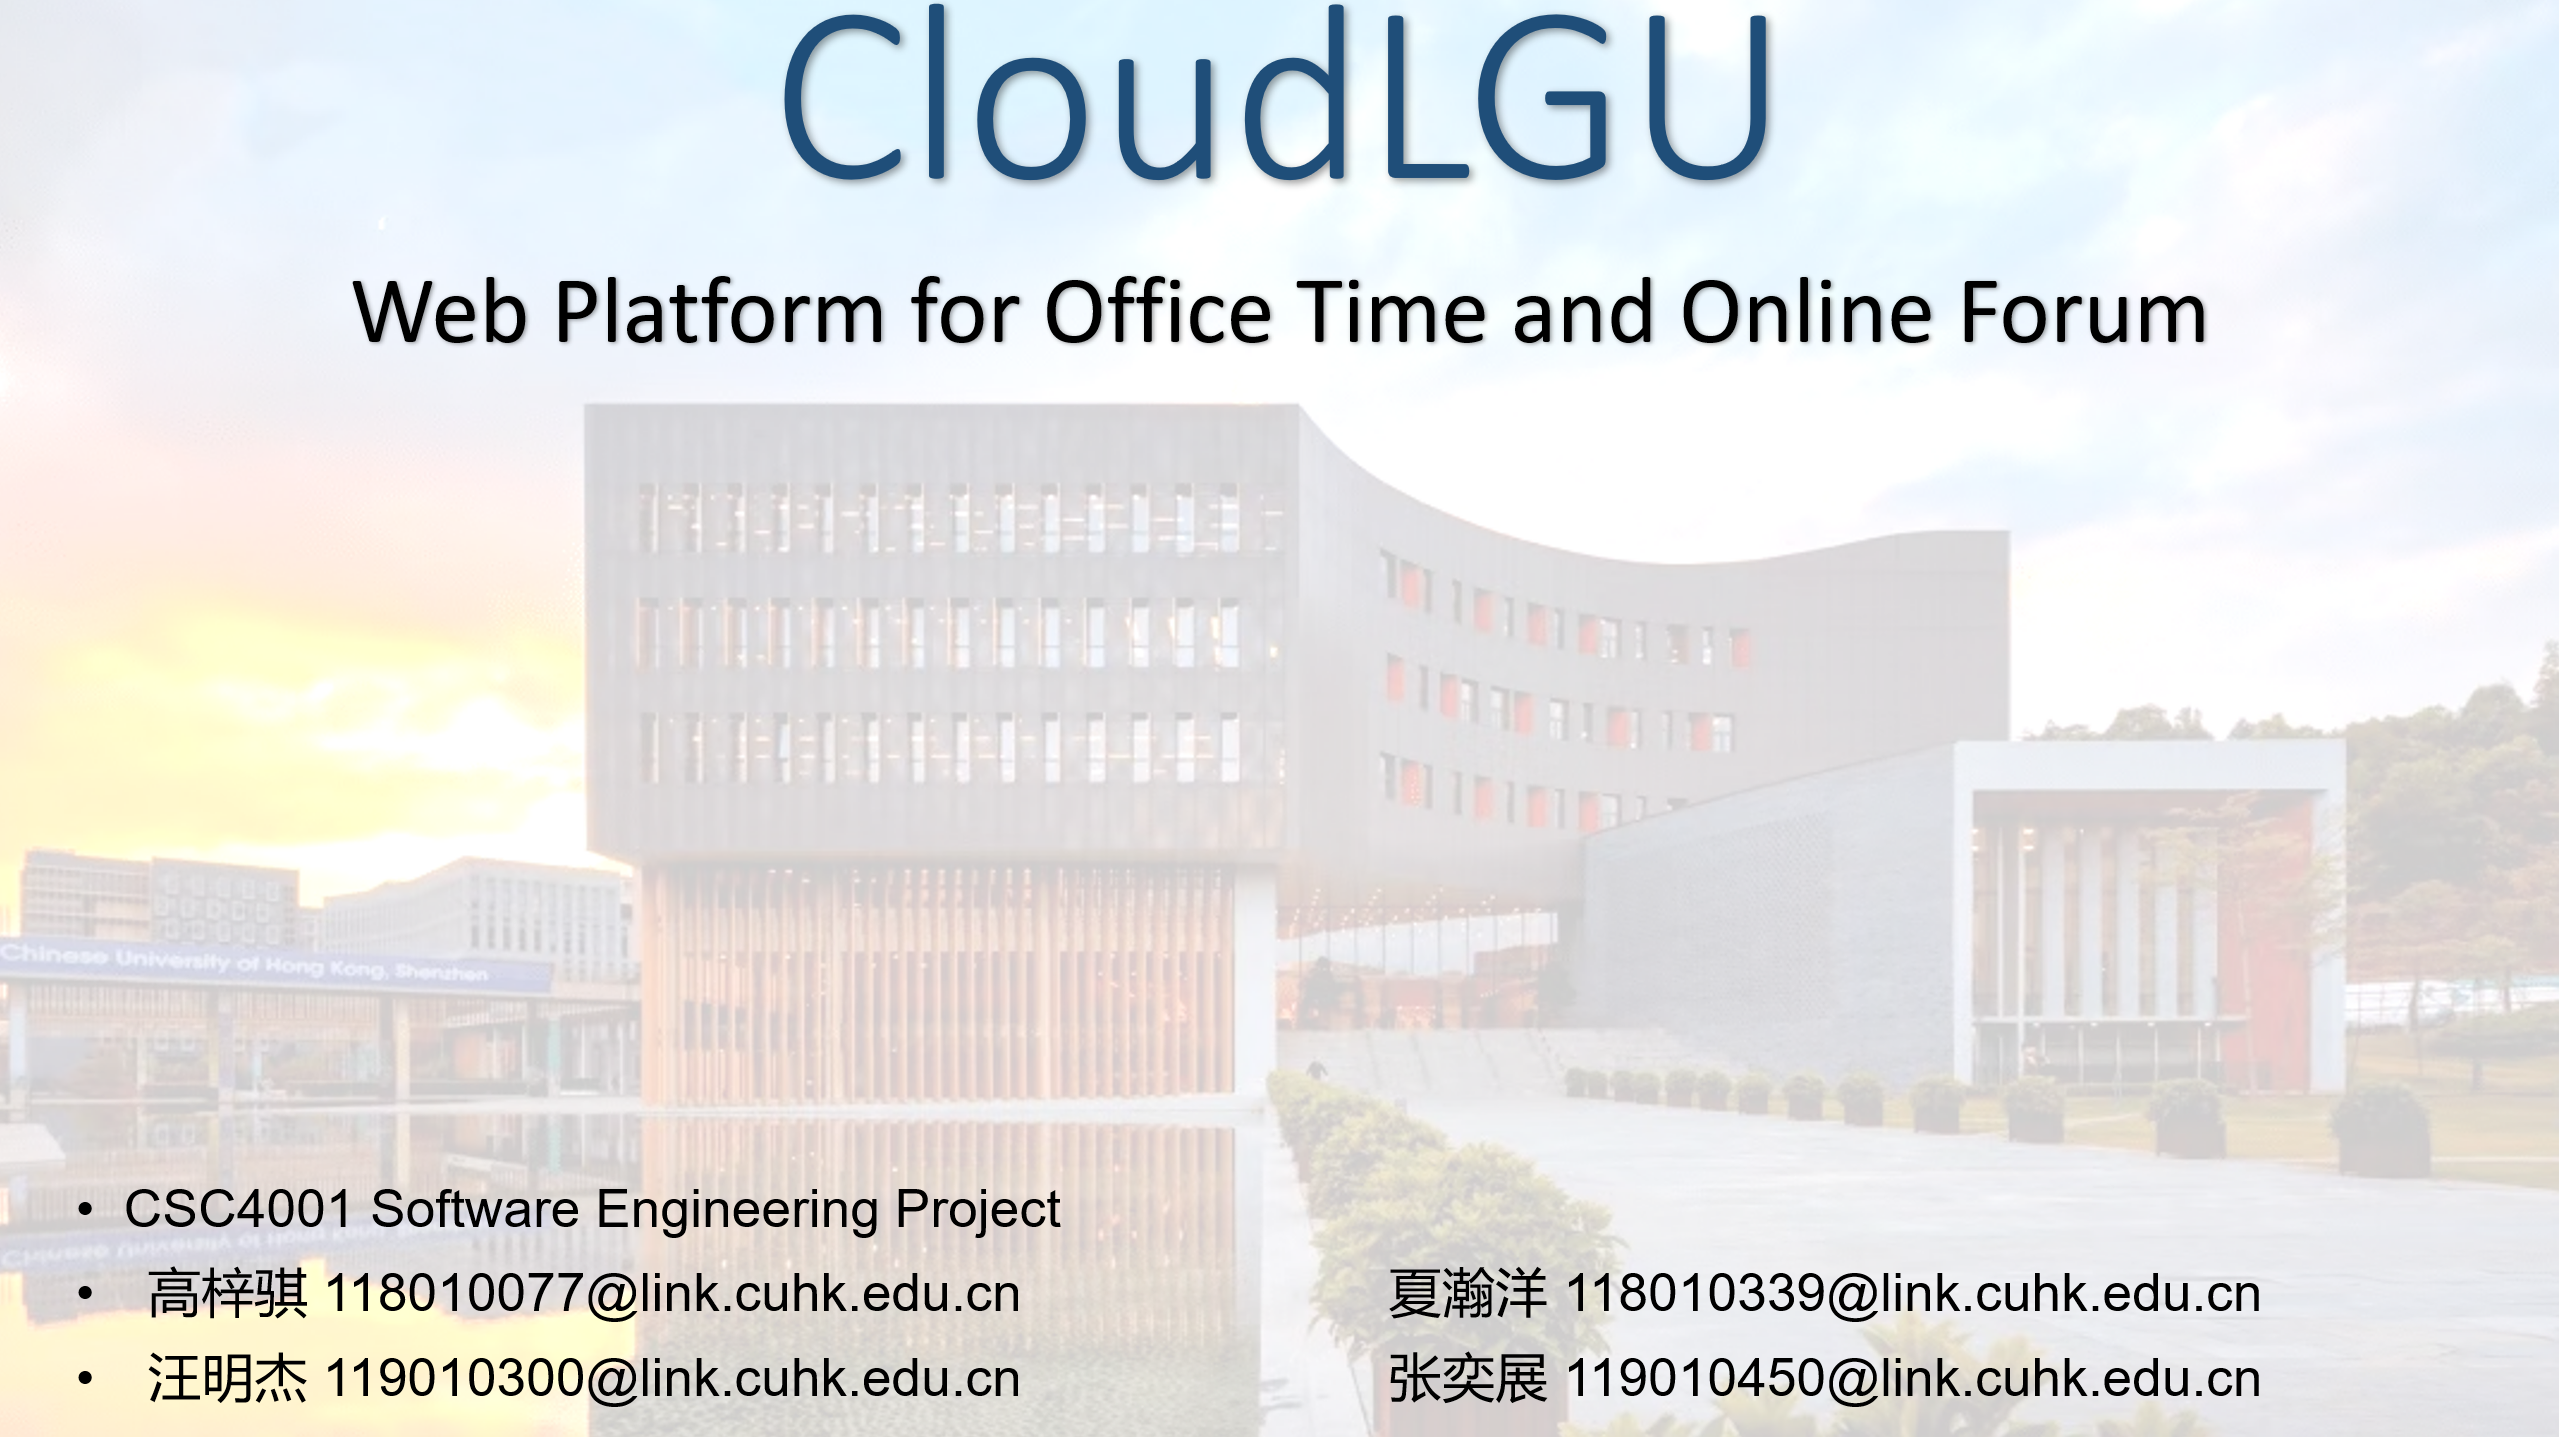 CloudLGU
Web Platform for Office Time and Online Forum
Chinese University of Hong Kong, Shenzhen
• CSC4001 Software Engineering Project
• 高梓骐 118010077@link.cuhk.edu.cn 夏瀚洋 118010339@link.cuhk.edu.cn
• 汪明杰 119010300@link.cuhk.edu.cn 张奕展 119010450@link.cuhk.edu.cn